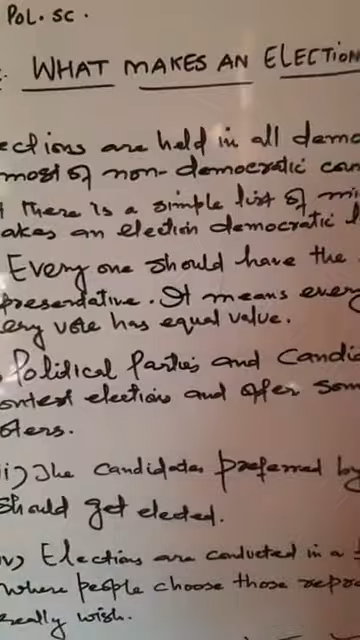 Pol. Sc.
WHAT MAKES AN ELECTION
ections are held in all demo
most of non-democratic coun
There is a simple list of mi
akes an election democratic
Every one should have the
presentative. It means every
ery vote has equal value.
Political Parties and Candid
ontest elections and offer som
oters.
ii) The candidates preferred by
should get elected.
iv) Elections are conducted in a f
where people choose those repre
really wish.